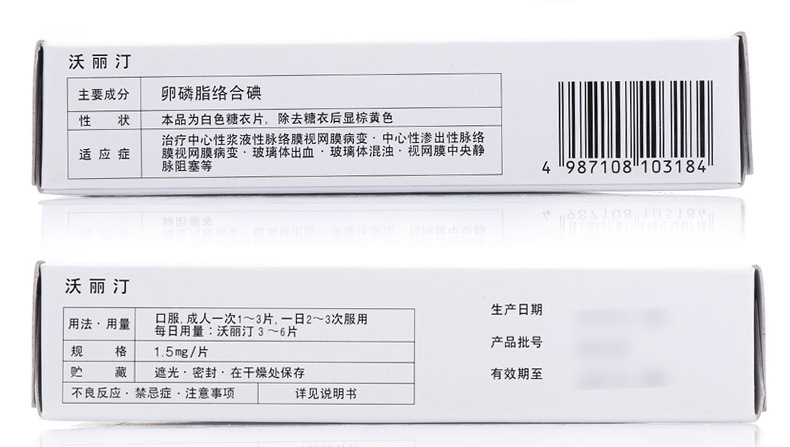 沃丽汀
主要成分 卵磷脂络合碘
性 状 本品为白色糖衣片，除去糖衣后显棕黄色
适应症 治疗中心性浆液性脉络膜视网膜病变·中心性渗出性脉络
膜视网膜病变·玻璃体出血·玻璃体混浊·视网膜中央静
脉阻塞等
4 987108 103184
沃丽汀
用法·用量 口服，成人一次1～3片，一日2～3次服用
每日用量：沃丽汀 3～6片
规 格 1.5mg/片
贮 藏 遮光·密封·在干燥处保存
不良反应·禁忌症·注意事项 详见说明书
生产日期
产品批号
有效期至